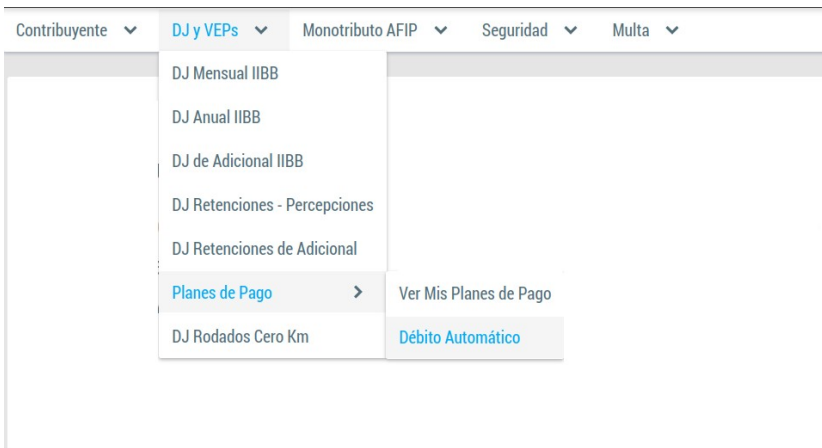 Contribuyente DJ y VEPs Monotributo AFIP Seguridad Multa
DJ Mensual IIBB
DJ Anual IIBB
DJ de Adicional IIBB
DJ Retenciones - Percepciones
DJ Retenciones de Adicional
Planes de Pago Ver Mis Planes de Pago
DJ Rodados Cero Km Débito Automático